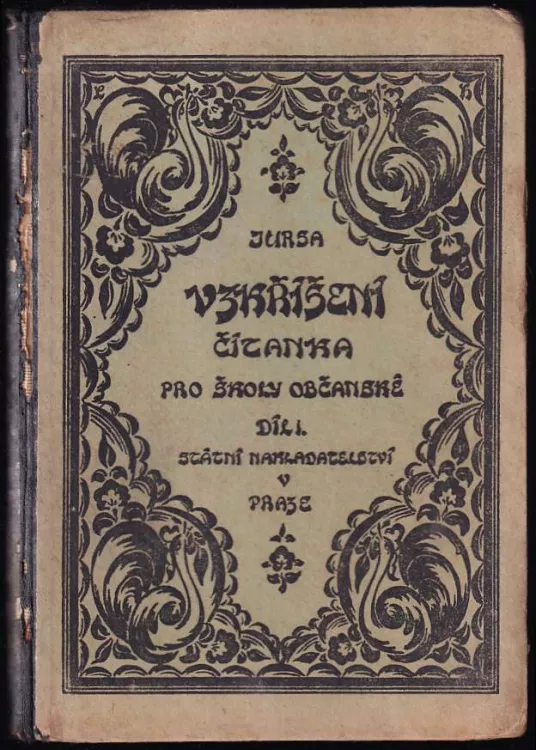 L H
JURSA
VZKŘÍŠENÍ
ČÍTANKA
PRO ŠKOLY OBČANSKÉ
DÍL I.
STÁTNÍ NAKLADATELSTVÍ
V
PRAZE